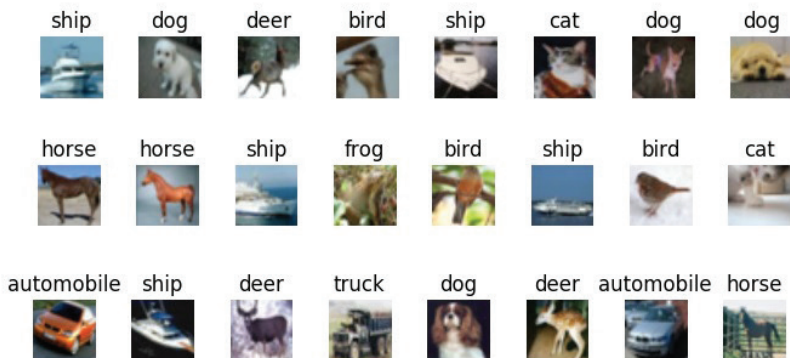 ship dog deer bird ship cat dog dog
horse horse ship frog bird ship bird cat
automobile ship deer truck dog deer automobile horse